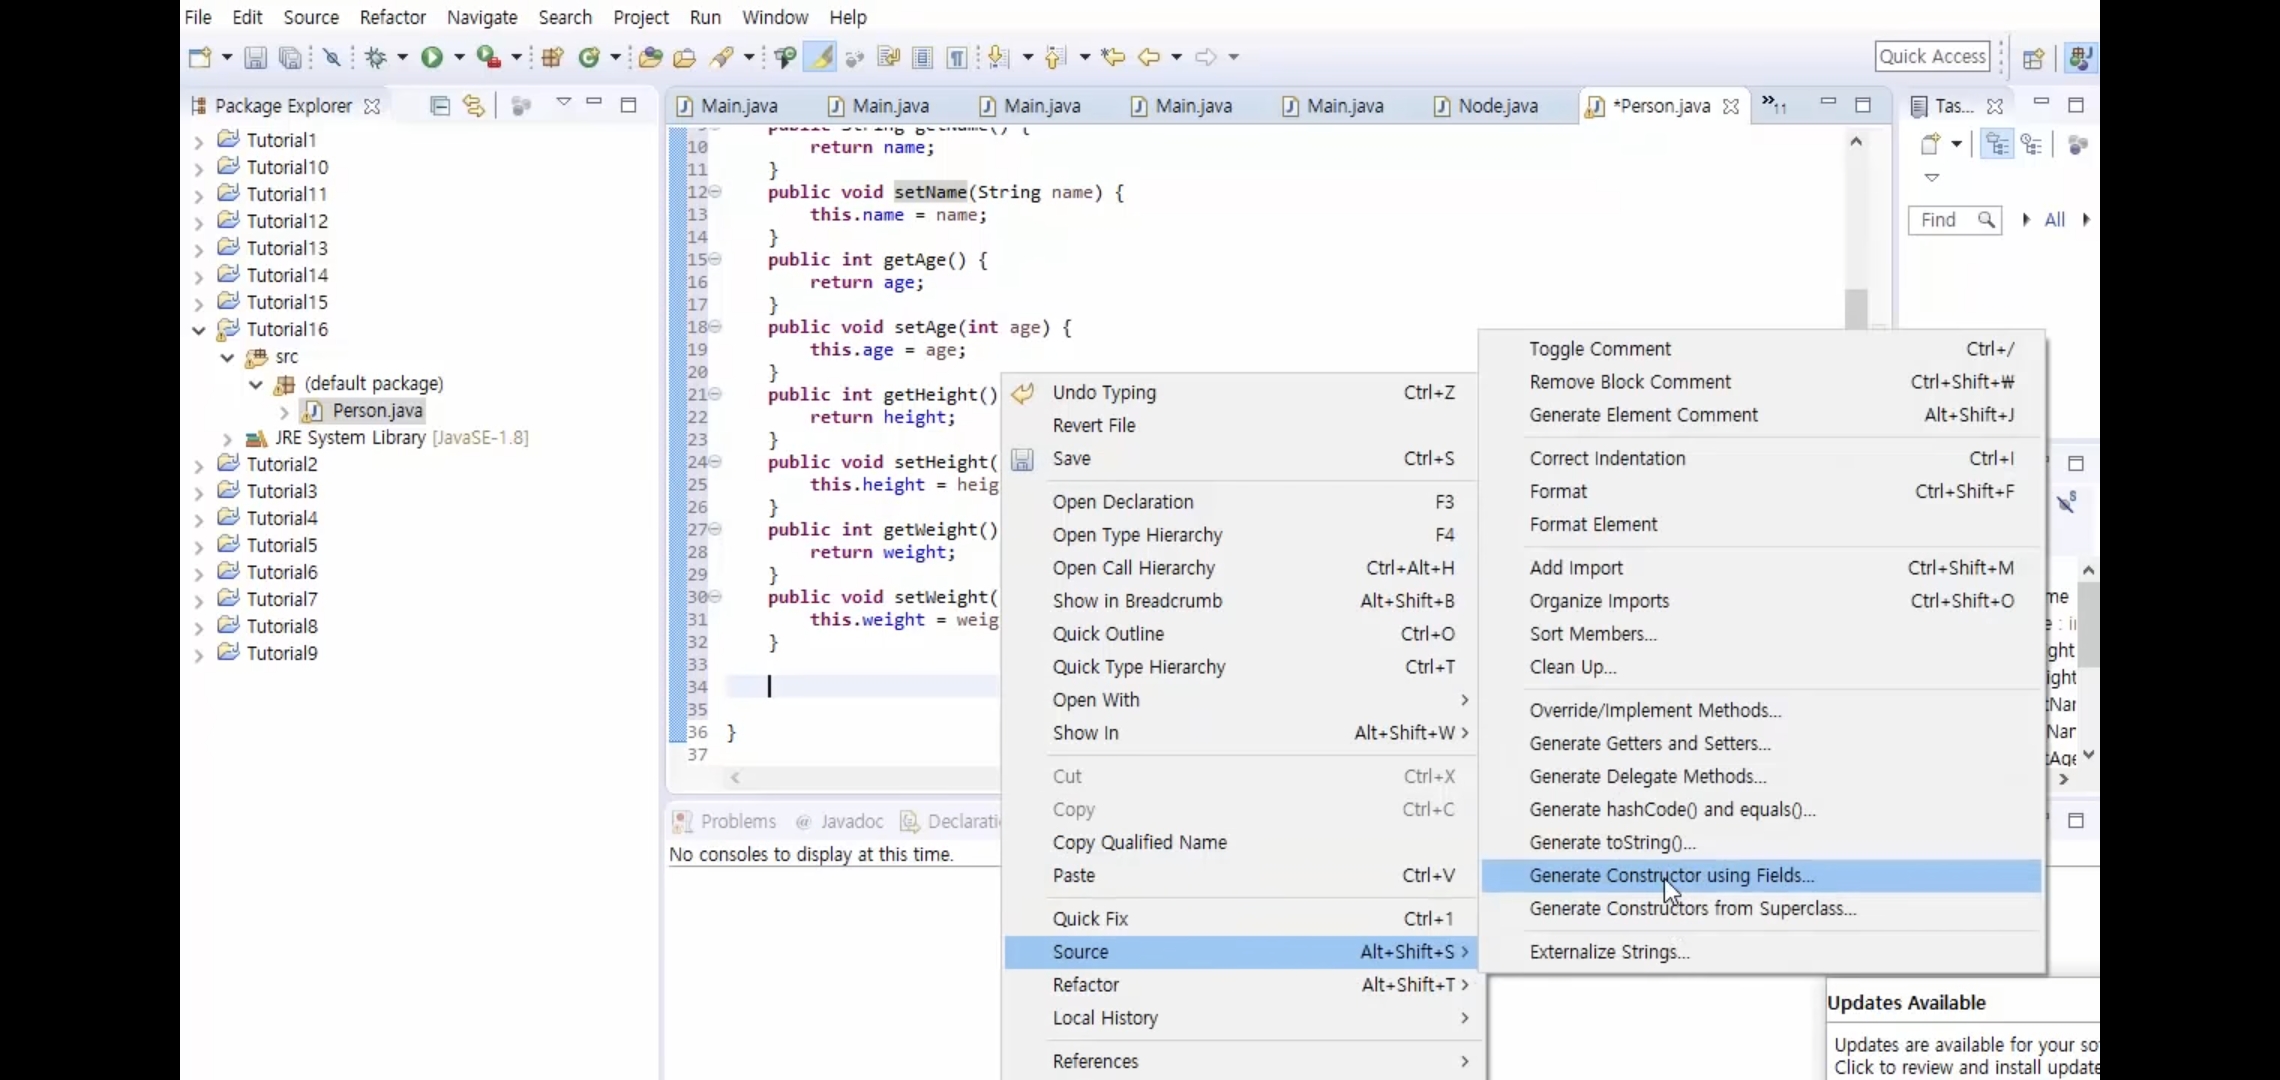 File Edit Source Refactor Navigate Search Project Run Window Help
Quick Access
Package Explorer
Main.java Main.java Main.java Main.java Main.java Node.java *Person.java »11
Tas...
Tutorial1
Tutorial10
Tutorial11
Tutorial12
Tutorial13
Tutorial14
Tutorial15
Tutorial16
src
(default package)
Person.java
JRE System Library [JavaSE-1.8]
Tutorial2
Tutorial3
Tutorial4
Tutorial5
Tutorial6
Tutorial7
Tutorial8
Tutorial9
public String getName() {
10 return name;
11 }
12 public void setName(String name) {
13 this.name = name;
14 }
15 public int getAge() {
16 return age;
17 }
18 public void setAge(int age) {
19 this.age = age;
20 }
21 public int getHeight()
22 return height;
23 }
24 public void setHeight(
25 this.height = heig
26 }
27 public int getWeight()
28 return weight;
29 }
30 public void setWeight(
31 this.weight = weig
32 }
33
34
35
36 }
37
Undo Typing Ctrl+Z
Revert File
Save Ctrl+S
Open Declaration F3
Open Type Hierarchy F4
Open Call Hierarchy Ctrl+Alt+H
Show in Breadcrumb Alt+Shift+B
Quick Outline Ctrl+O
Quick Type Hierarchy Ctrl+T
Open With
Show In Alt+Shift+W
Cut Ctrl+X
Copy Ctrl+C
Copy Qualified Name
Paste Ctrl+V
Quick Fix Ctrl+1
Source Alt+Shift+S
Refactor Alt+Shift+T
Local History
References
Toggle Comment Ctrl+/
Remove Block Comment Ctrl+Shift+₩
Generate Element Comment Alt+Shift+J
Correct Indentation Ctrl+I
Format Ctrl+Shift+F
Format Element
Add Import Ctrl+Shift+M
Organize Imports Ctrl+Shift+O
Sort Members...
Clean Up...
Override/Implement Methods...
Generate Getters and Setters...
Generate Delegate Methods...
Generate hashCode() and equals()...
Generate toString()...
Generate Constructor using Fields...
Generate Constructors from Superclass...
Externalize Strings...
Find All
me
e : i
ght
ight
tNar
Nar
tAge
Problems @ Javadoc Declarati
No consoles to display at this time.
Updates Available
Updates are available for your so
Click to review and install update